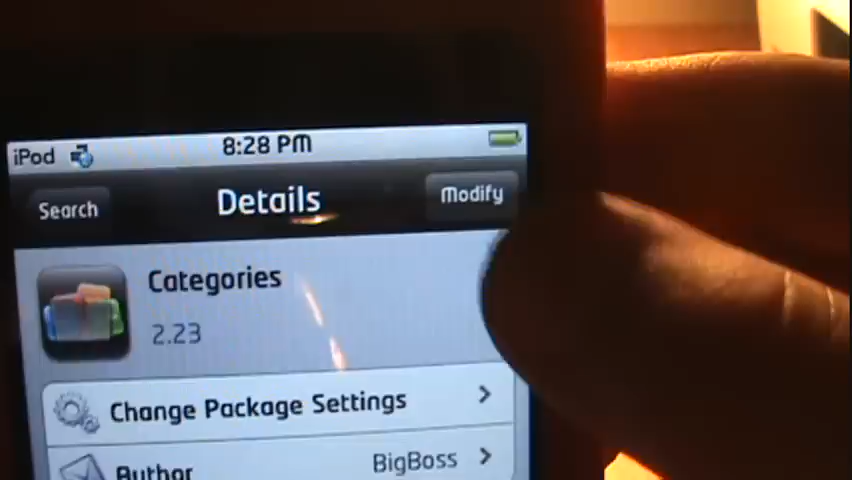 iPod 8:28 PM
Search Details Modify
Categories
2.23
Change Package Settings
Author BigBoss